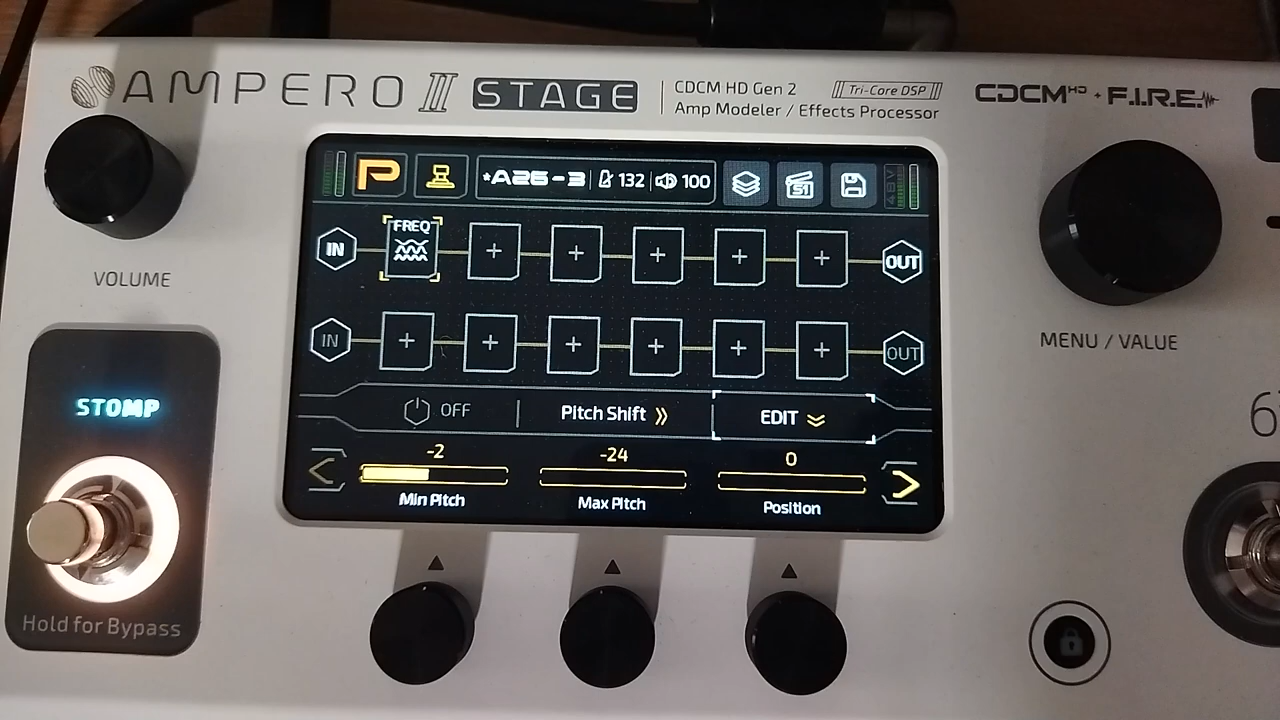 AMPERO II STAGE
CDCM HD Gen 2
Amp Modeler / Effects Processor
Tri-Core DSP
CDCM HD + F.I.R.E.
P
*A26-3 132 100
S1
48V
IN FREQ + + + + + OUT
IN + + + + + + OUT
OFF Pitch Shift EDIT
-2 -24 0
Min Pitch Max Pitch Position
VOLUME
STOMP
Hold for Bypass
MENU / VALUE
6